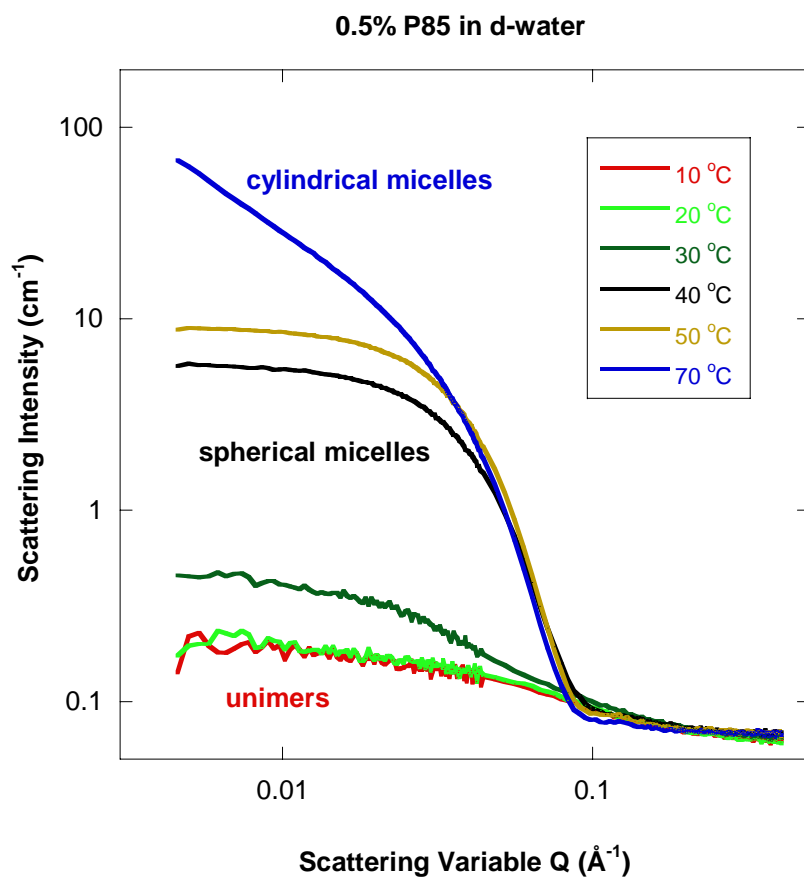 0.5% P85 in d-water
100
10
1
0.1
Scattering Intensity (cm⁻¹)
cylindrical micelles
spherical micelles
unimers
10 °C
20 °C
30 °C
40 °C
50 °C
70 °C
0.01
0.1
Scattering Variable Q (Å⁻¹)